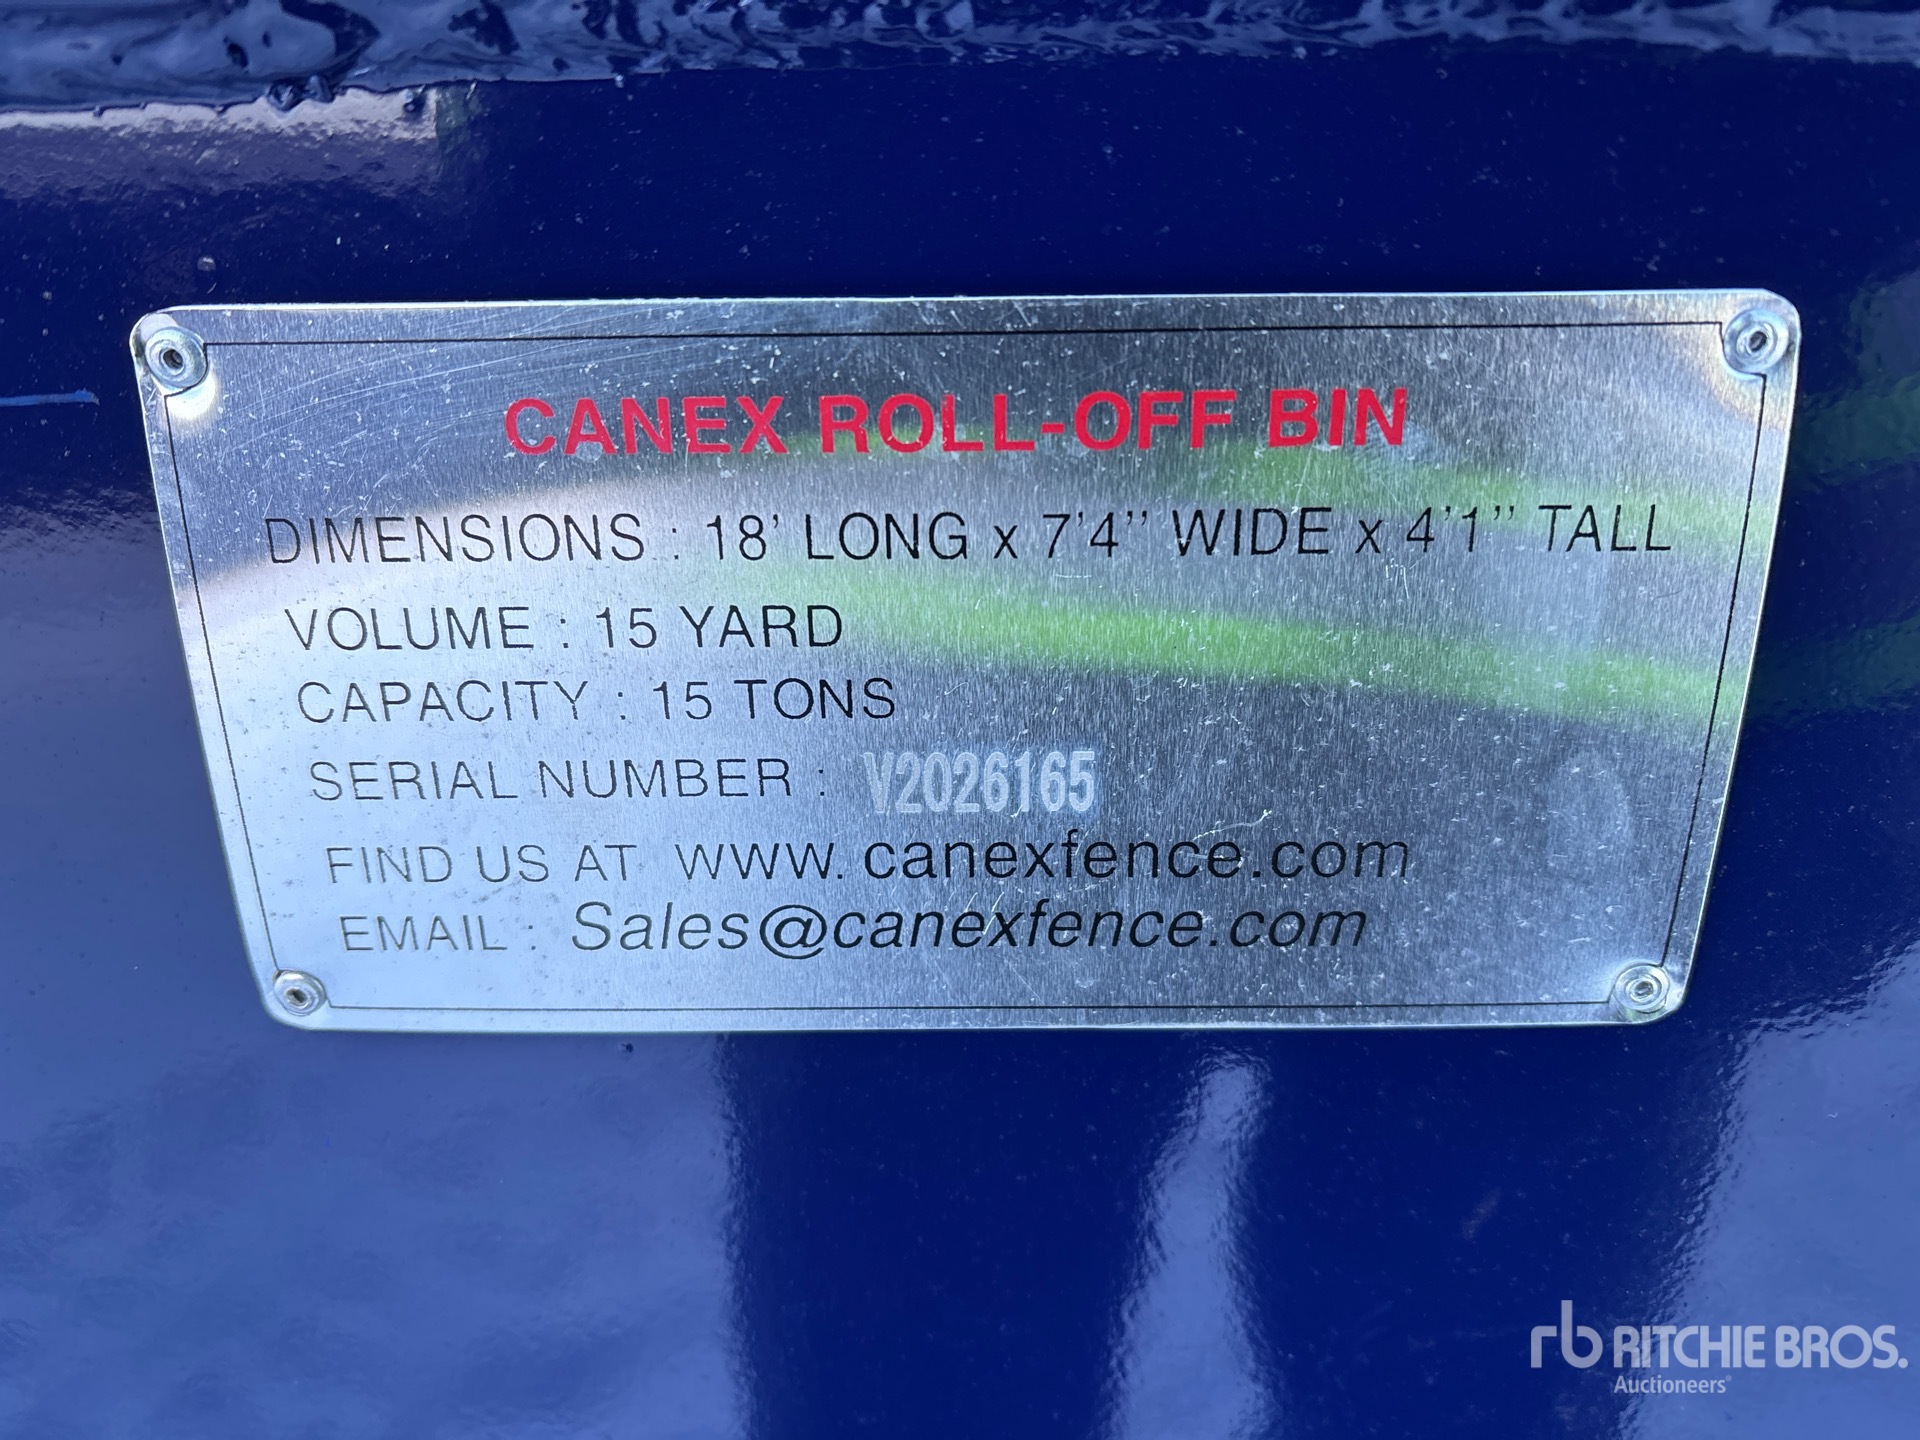 CANEX ROLL-OFF BIN
DIMENSIONS : 18' LONG x 7'4'' WIDE x 4'1'' TALL
VOLUME : 15 YARD
CAPACITY : 15 TONS
SERIAL NUMBER : V2026165
FIND US AT www.canexfence.com
EMAIL : Sales@canexfence.com
rb RITCHIE BROS.
Auctioneers